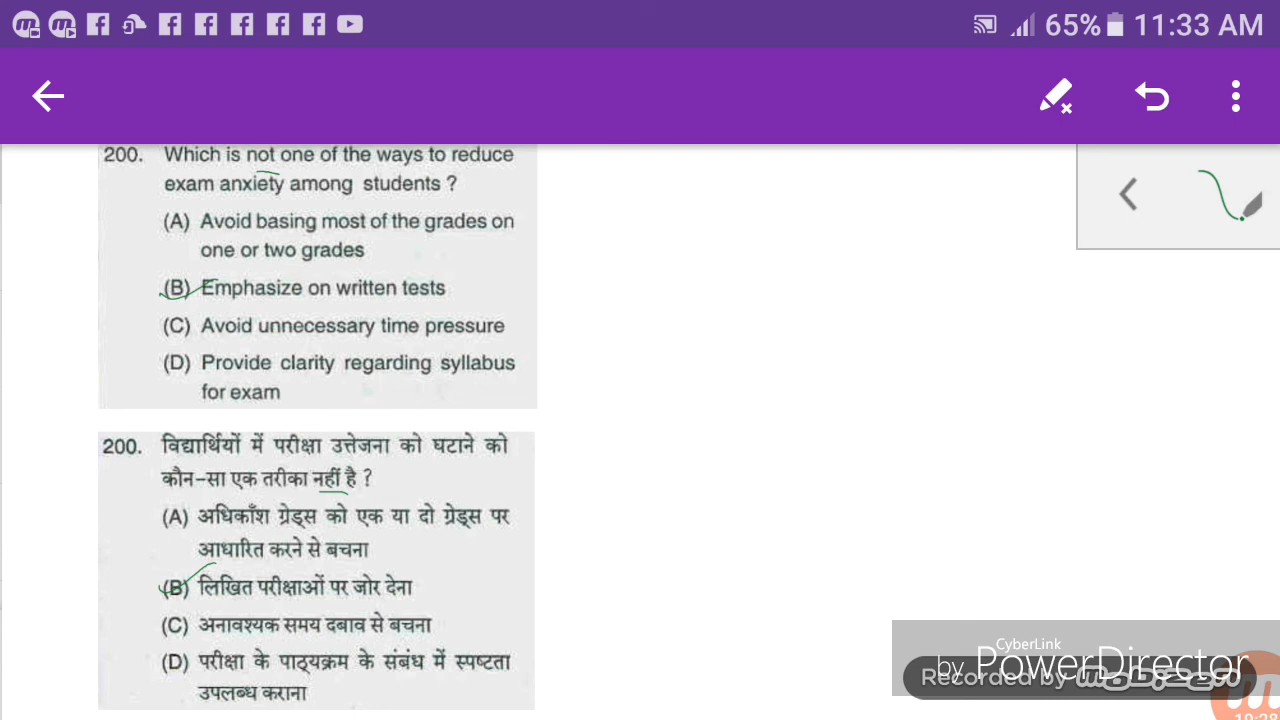 65% 11:33 AM
200. Which is not one of the ways to reduce
exam anxiety among students ?
(A) Avoid basing most of the grades on
one or two grades
(B) Emphasize on written tests
(C) Avoid unnecessary time pressure
(D) Provide clarity regarding syllabus
for exam
200. विद्यार्थियों में परीक्षा उत्तेजना को घटाने को
कौन-सा एक तरीका नहीं है ?
(A) अधिकाँश ग्रेड्स को एक या दो ग्रेड्स पर
आधारित करने से बचना
(B) लिखित परीक्षाओं पर जोर देना
(C) अनावश्यक समय दबाव से बचना
(D) परीक्षा के पाठ्यक्रम के संबंध में स्पष्टता
उपलब्ध कराना
CyberLink
by PowerDirector
Recorded by mobizen